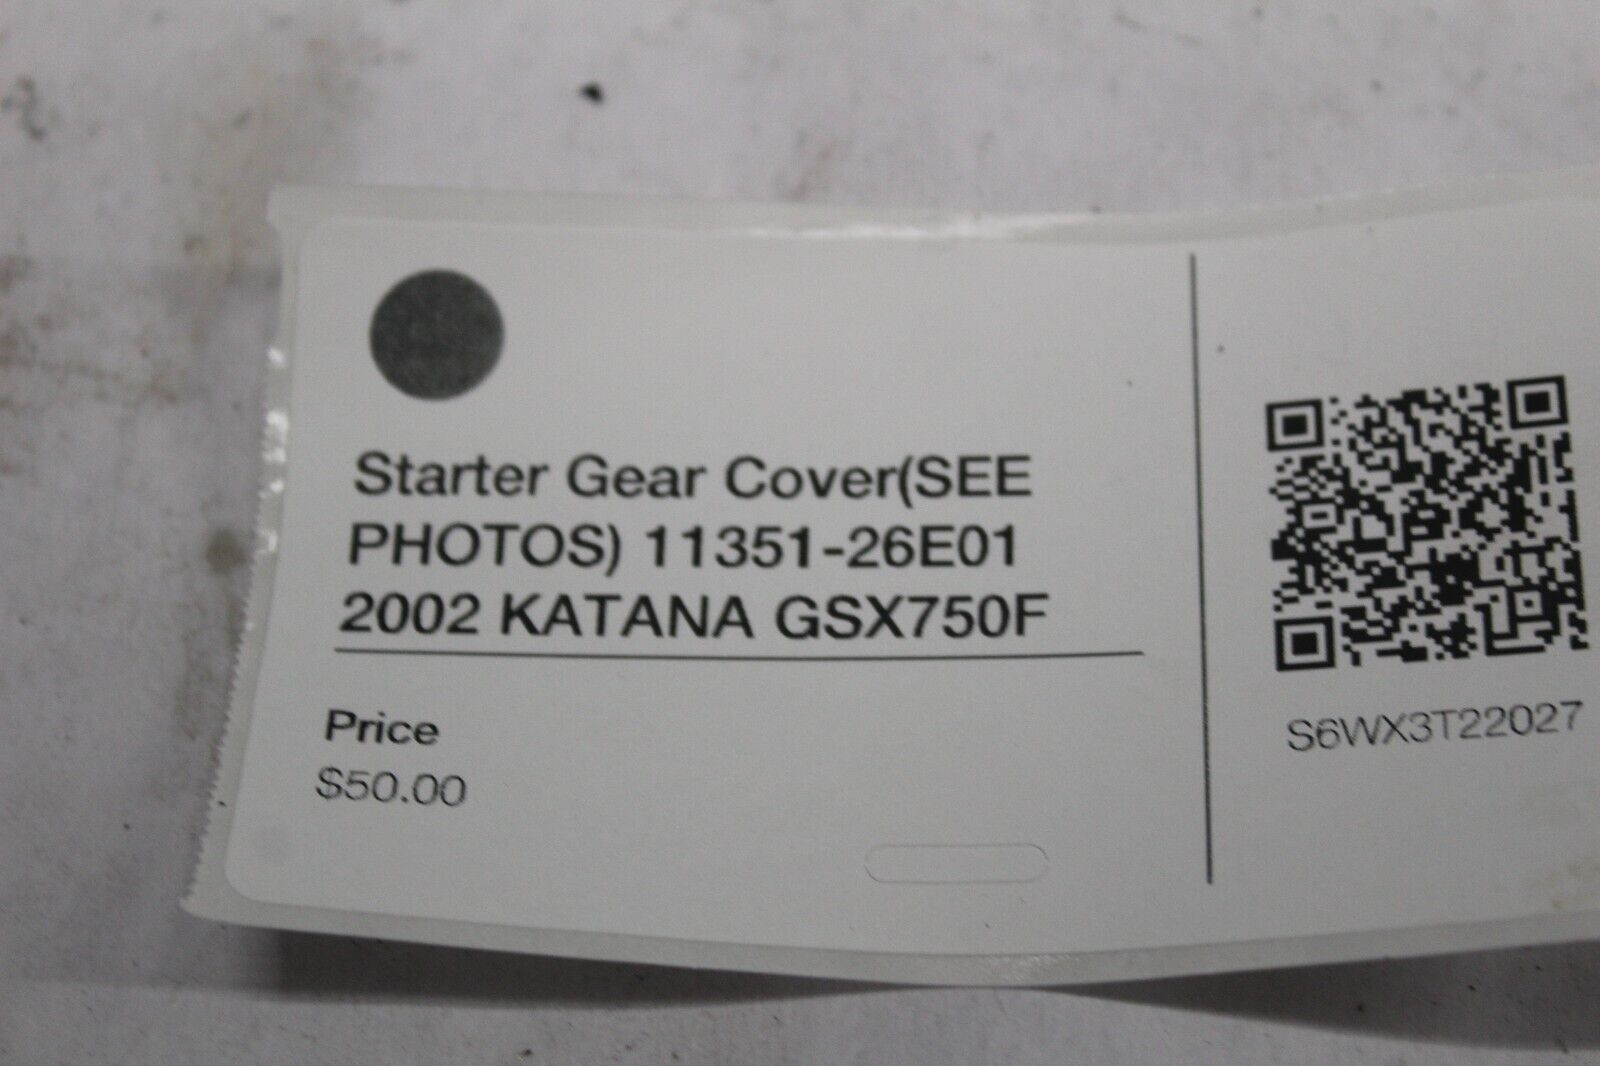 Starter Gear Cover(SEE
PHOTOS) 11351-26E01
2002 KATANA GSX750F
Price
$50.00
S6WX3T22027